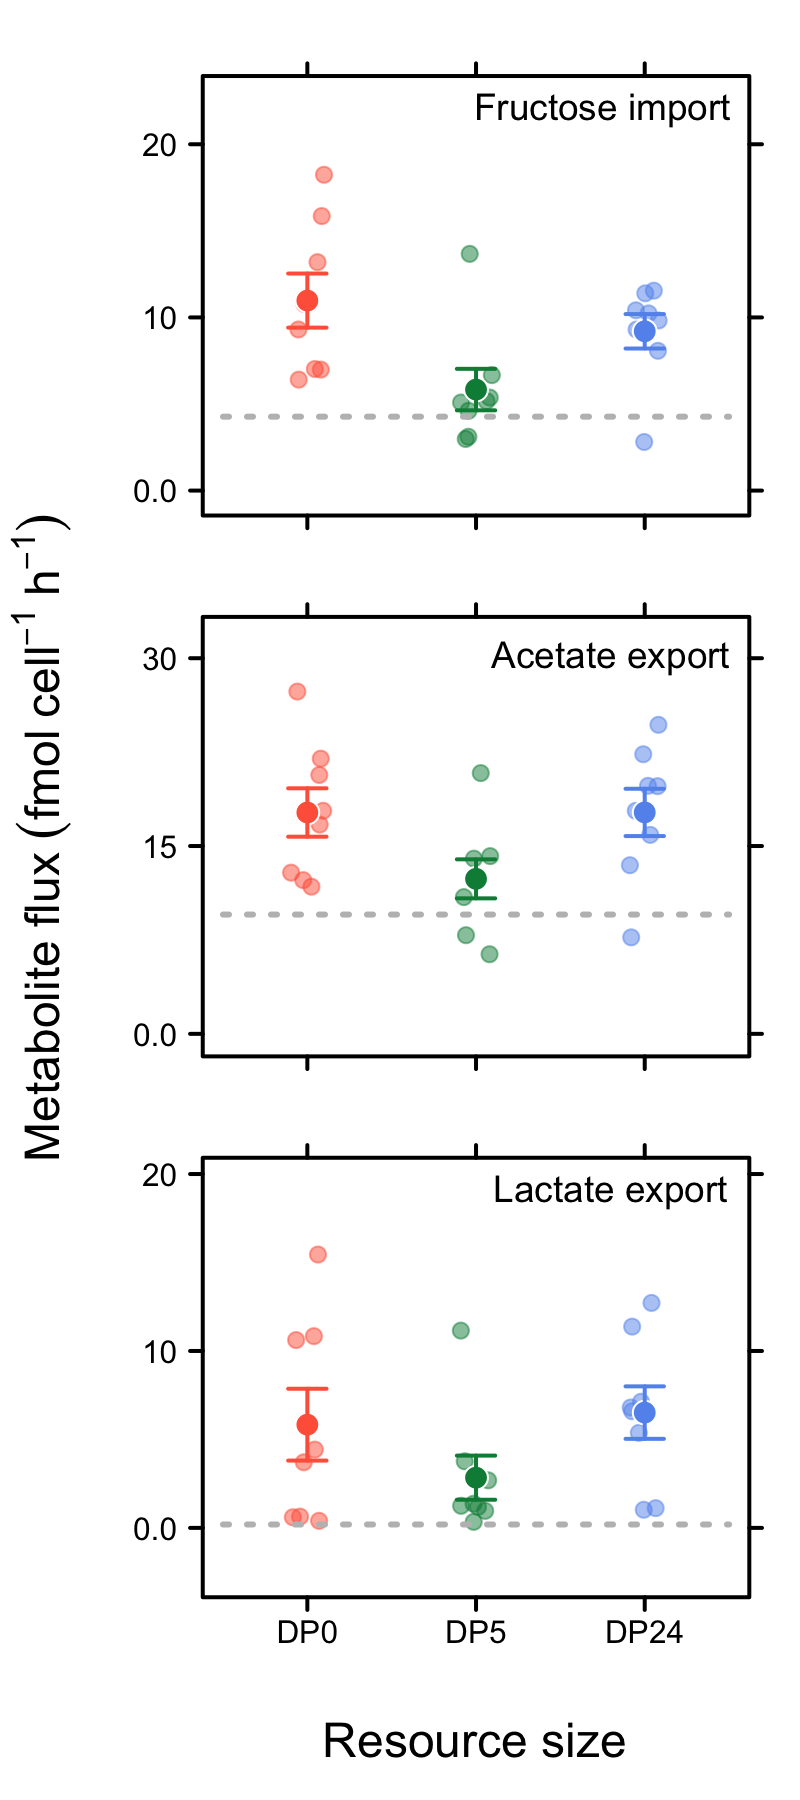 Metabolite flux (fmol cell⁻¹ h⁻¹)
Fructose import
20
10
0.0
Acetate export
30
15
0.0
Lactate export
20
10
0.0
DP0 DP5 DP24
Resource size